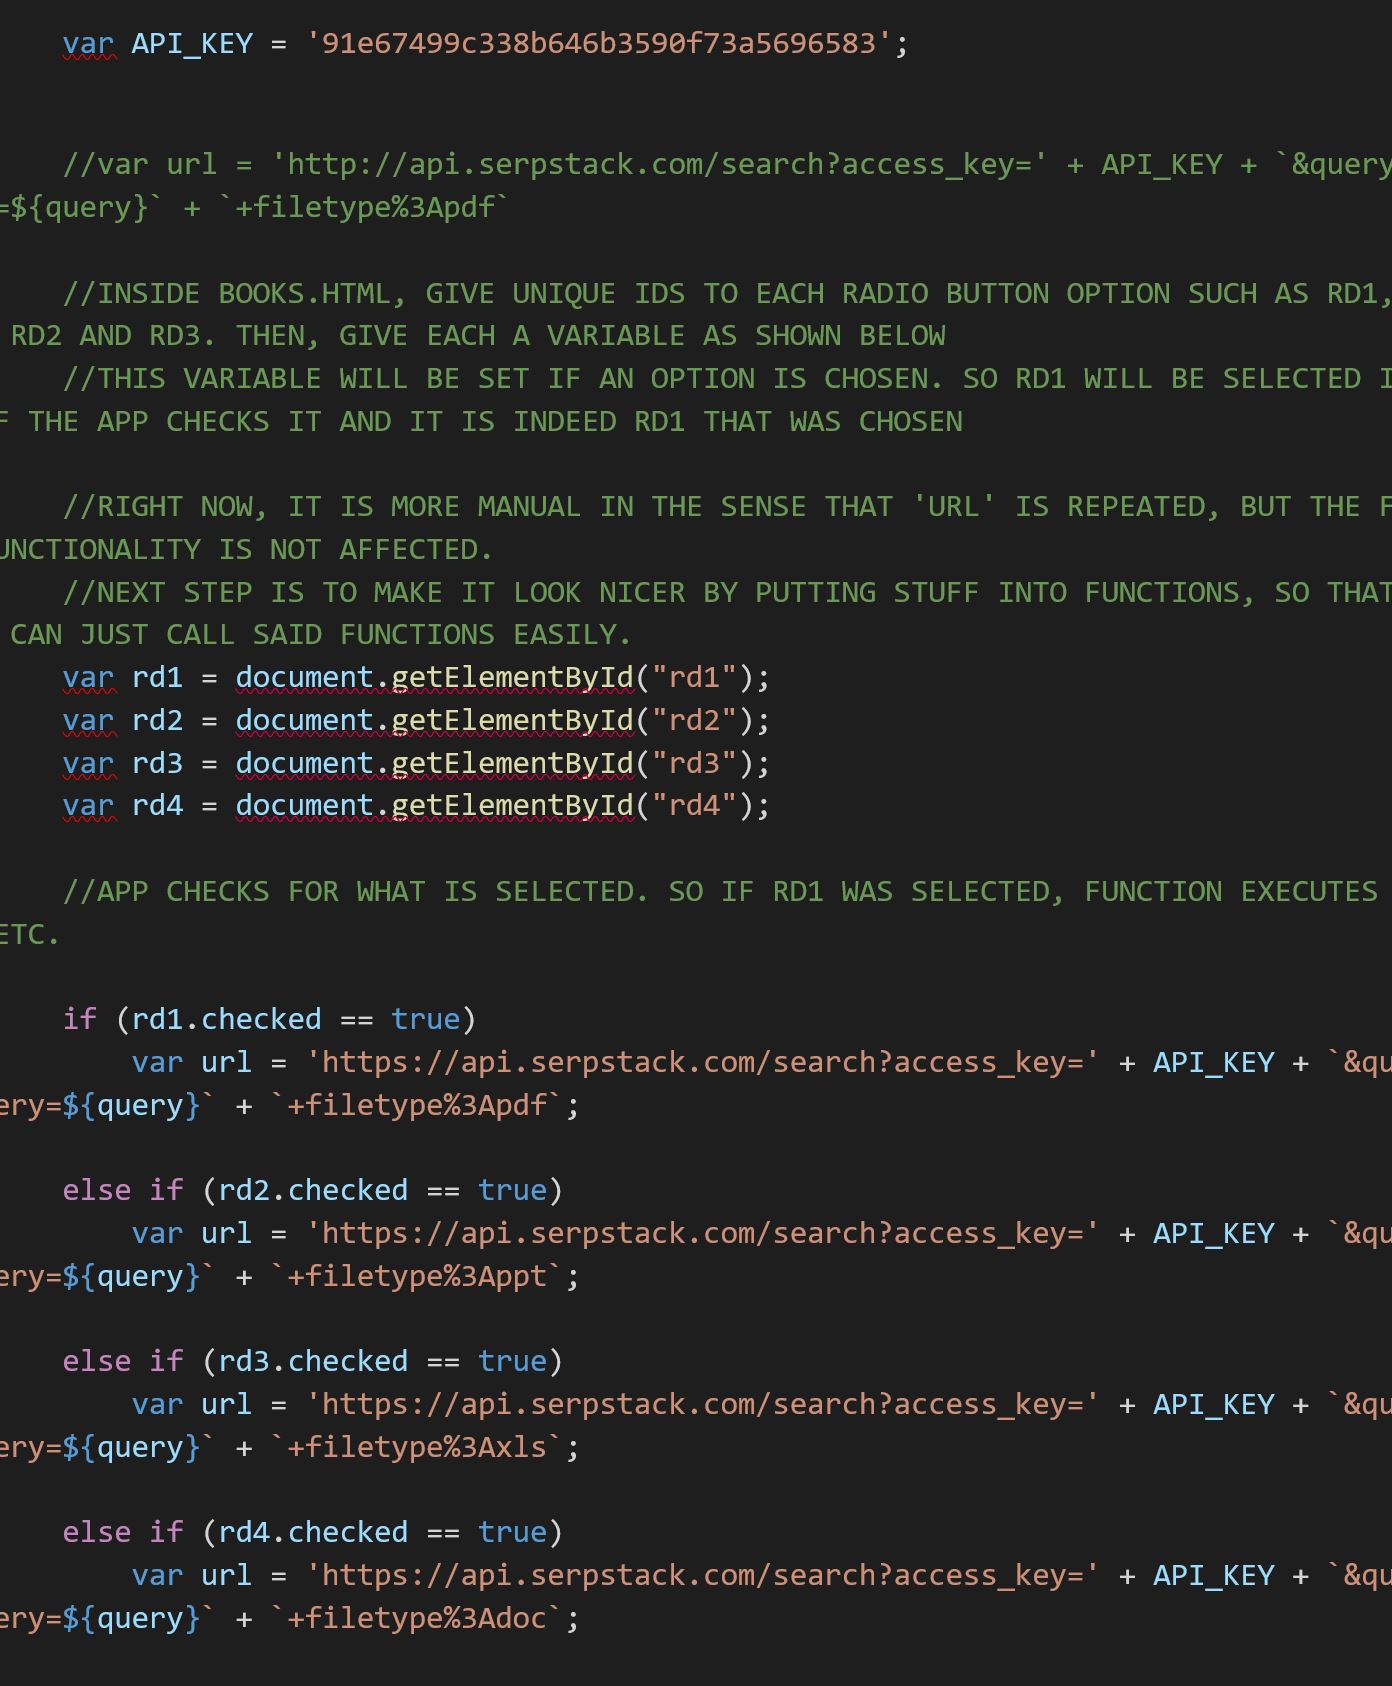 var API_KEY = '91e67499c338b646b3590f73a5696583';
//var url = 'http://api.serpstack.com/search?access_key=' + API_KEY + `&query
=${query}` + `+filetype%3Apdf`
//INSIDE BOOKS.HTML, GIVE UNIQUE IDS TO EACH RADIO BUTTON OPTION SUCH AS RD1,
RD2 AND RD3. THEN, GIVE EACH A VARIABLE AS SHOWN BELOW
//THIS VARIABLE WILL BE SET IF AN OPTION IS CHOSEN. SO RD1 WILL BE SELECTED I
F THE APP CHECKS IT AND IT IS INDEED RD1 THAT WAS CHOSEN
//RIGHT NOW, IT IS MORE MANUAL IN THE SENSE THAT 'URL' IS REPEATED, BUT THE F
UNCTIONALITY IS NOT AFFECTED.
//NEXT STEP IS TO MAKE IT LOOK NICER BY PUTTING STUFF INTO FUNCTIONS, SO THAT
CAN JUST CALL SAID FUNCTIONS EASILY.
var rd1 = document.getElementById("rd1");
var rd2 = document.getElementById("rd2");
var rd3 = document.getElementById("rd3");
var rd4 = document.getElementById("rd4");
//APP CHECKS FOR WHAT IS SELECTED. SO IF RD1 WAS SELECTED, FUNCTION EXECUTES
ETC.
if (rd1.checked == true)
var url = 'https://api.serpstack.com/search?access_key=' + API_KEY + `&qu
ery=${query}` + `+filetype%3Apdf`;
else if (rd2.checked == true)
var url = 'https://api.serpstack.com/search?access_key=' + API_KEY + `&qu
ery=${query}` + `+filetype%3Appt`;
else if (rd3.checked == true)
var url = 'https://api.serpstack.com/search?access_key=' + API_KEY + `&qu
ery=${query}` + `+filetype%3Axls`;
else if (rd4.checked == true)
var url = 'https://api.serpstack.com/search?access_key=' + API_KEY + `&qu
ery=${query}` + `+filetype%3Adoc`;